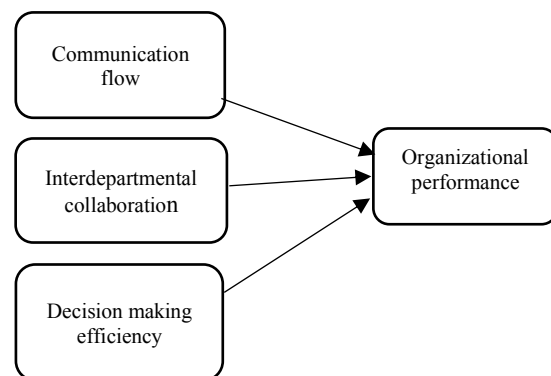 Communication
flow
Interdepartmental
collaboration
Decision making
efficiency
Organizational
performance